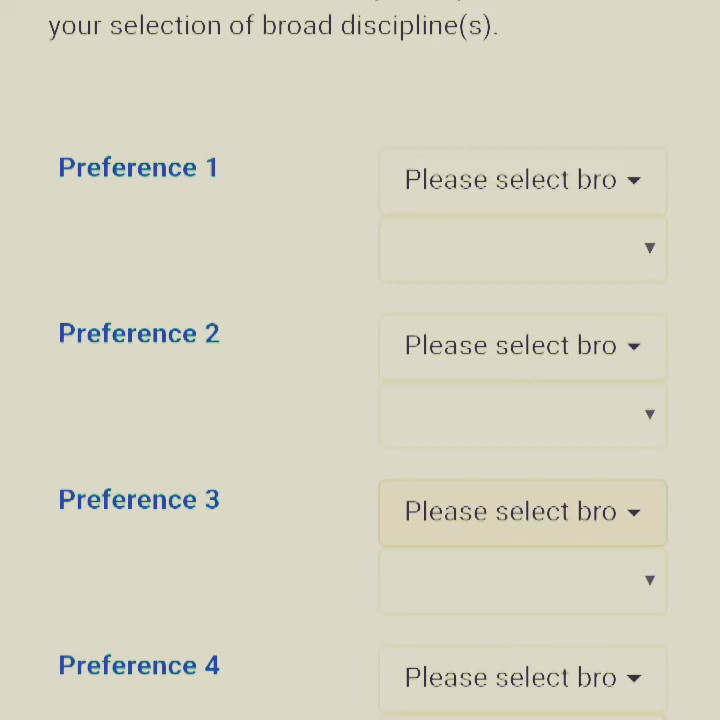 your selection of broad discipline(s).
Preference 1
Please select bro
Preference 2
Please select bro
Preference 3
Please select bro
Preference 4
Please select bro